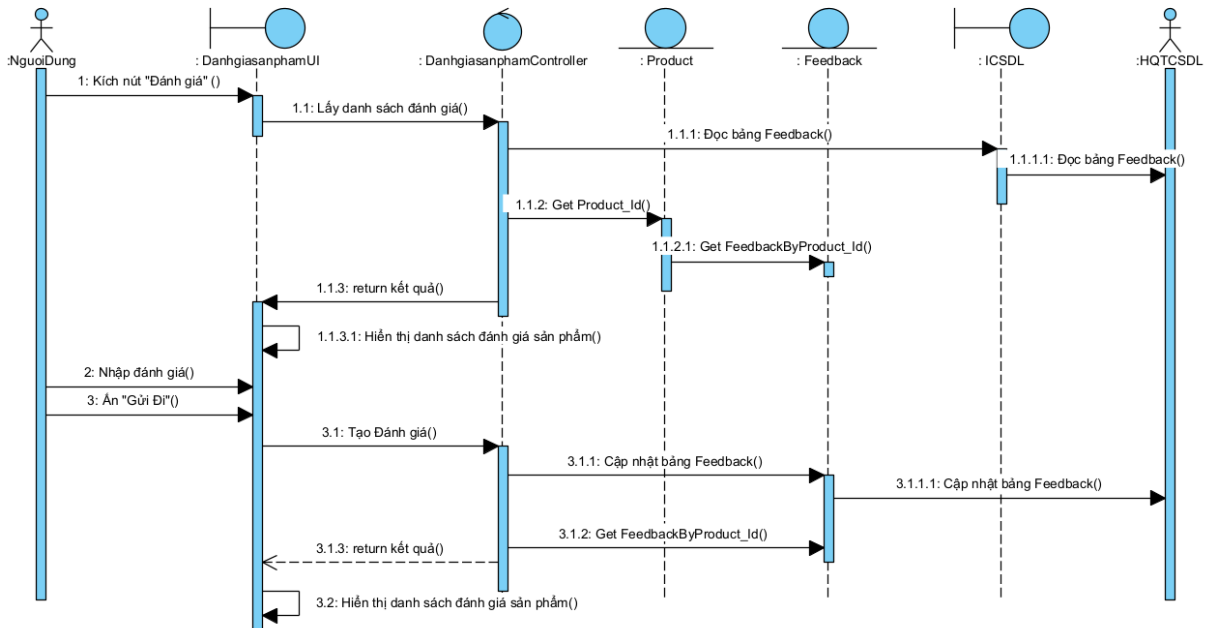 :NguoiDung
: DanhgiasanphamUI
: DanhgiasanphamController
: Product
: Feedback
: ICSDL
:HQTCSDL
1: Kích nút "Đánh giá" ()
1.1: Lấy danh sách đánh giá()
1.1.1: Đọc bảng Feedback()
1.1.1.1: Đọc bảng Feedback()
1.1.2: Get Product_Id()
1.1.2.1: Get FeedbackByProduct_Id()
1.1.3: return kết quả()
1.1.3.1: Hiển thị danh sách đánh giá sản phẩm()
2: Nhập đánh giá()
3: Ấn "Gửi Đi"()
3.1: Tạo Đánh giá()
3.1.1: Cập nhật bảng Feedback()
3.1.1.1: Cập nhật bảng Feedback()
3.1.2: Get FeedbackByProduct_Id()
3.1.3: return kết quả()
3.2: Hiển thị danh sách đánh giá sản phẩm()